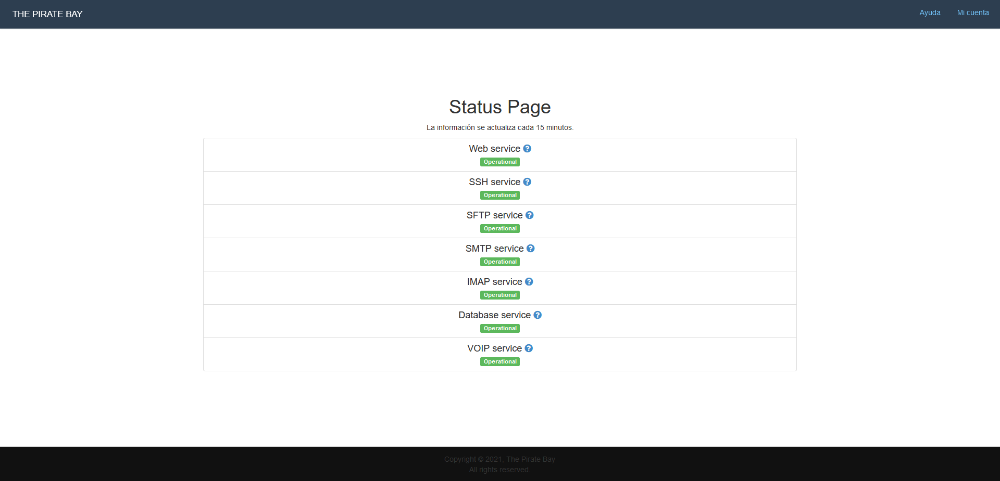 THE PIRATE BAY
Ayuda Mi cuenta
Status Page
La información se actualiza cada 15 minutos.
Web service
Operational
SSH service
Operational
SFTP service
Operational
SMTP service
Operational
IMAP service
Operational
Database service
Operational
VOIP service
Operational
Copyright © 2021, The Pirate Bay
All rights reserved.